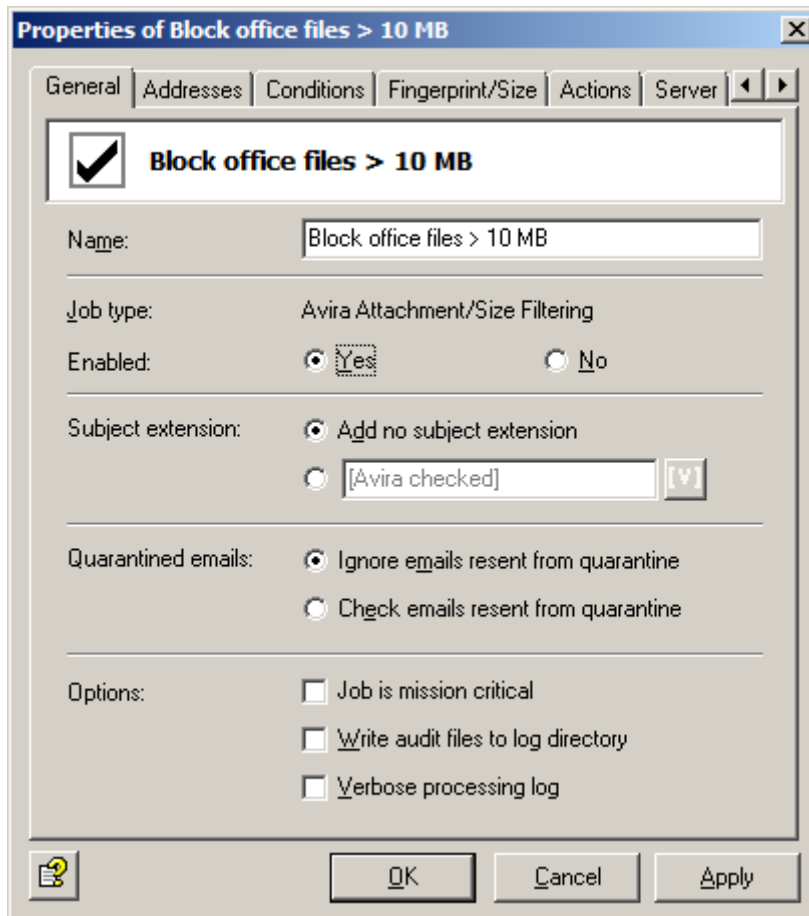 Properties of Block office files > 10 MB
General Addresses Conditions Fingerprint/Size Actions Server
Block office files > 10 MB
Name: Block office files > 10 MB
Job type: Avira Attachment/Size Filtering
Enabled: Yes No
Subject extension: Add no subject extension
[Avira checked] [V]
Quarantined emails: Ignore emails resent from quarantine
Check emails resent from quarantine
Options: Job is mission critical
Write audit files to log directory
Verbose processing log
OK Cancel Apply